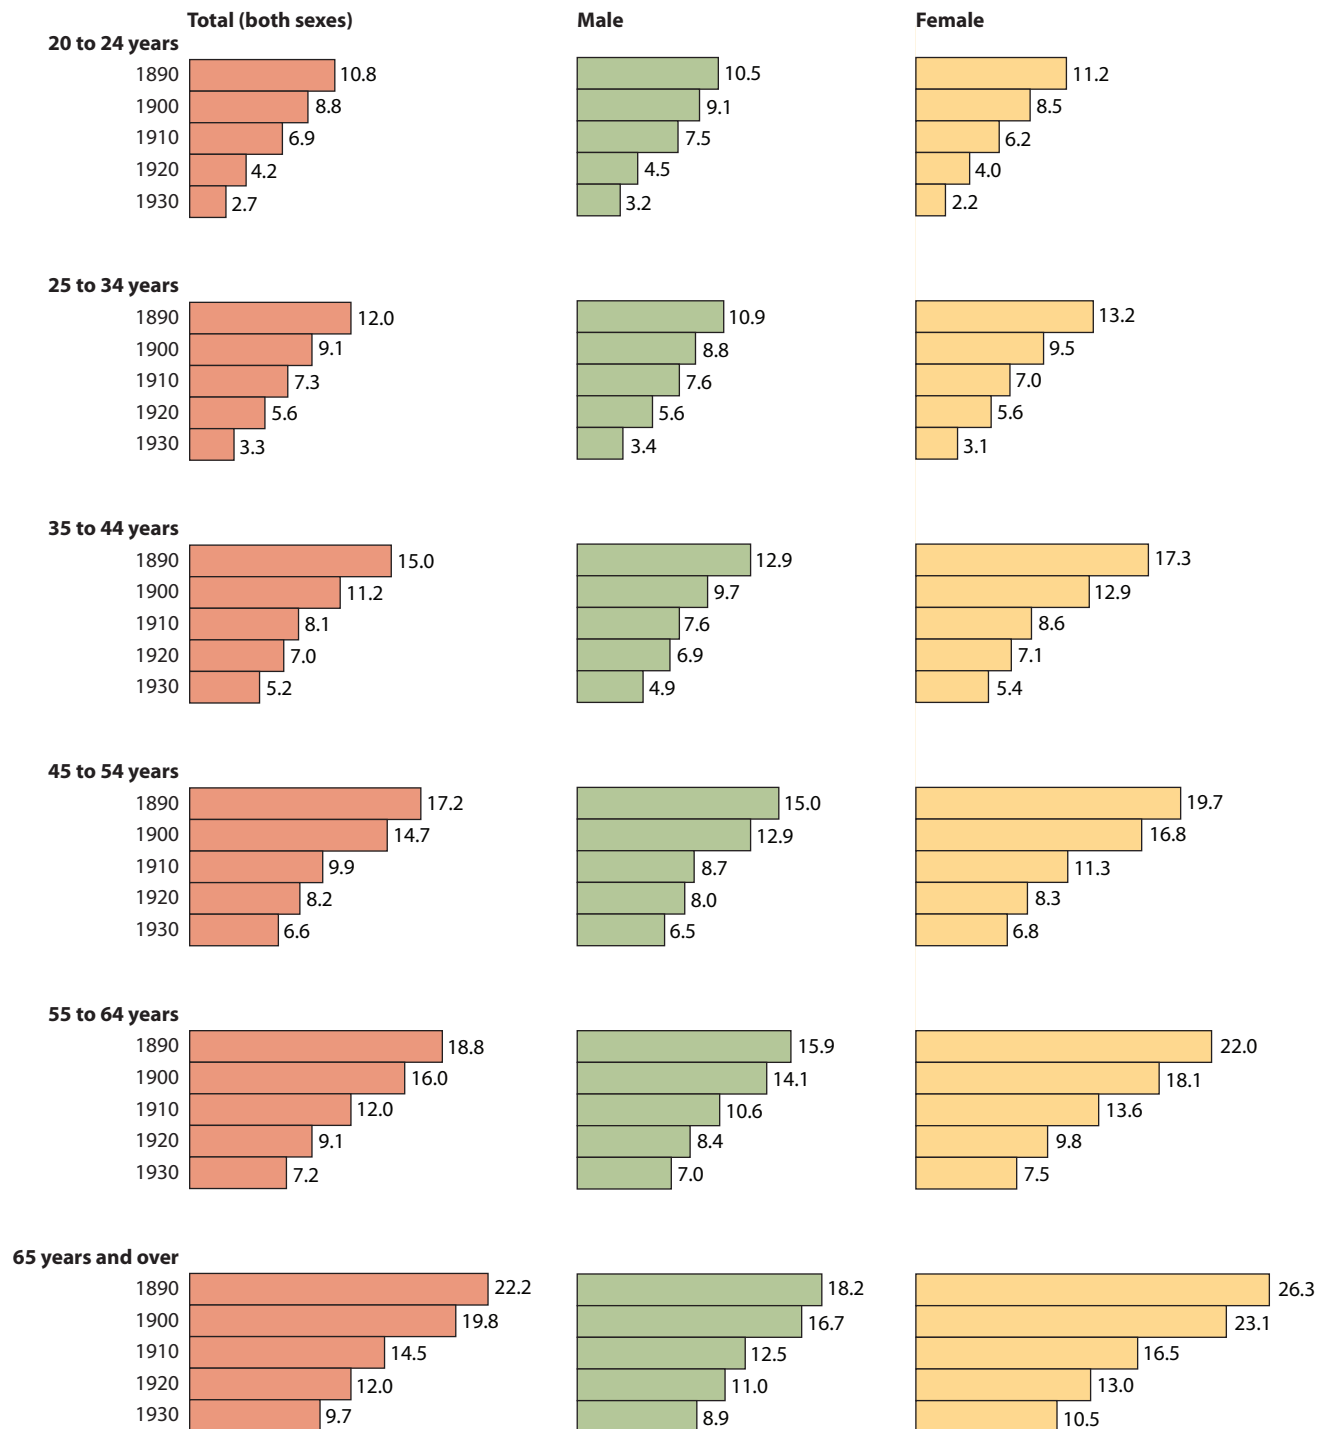 Total (both sexes) Male Female
20 to 24 years
1890 10.8 10.5 11.2
1900 8.8 9.1 8.5
1910 6.9 7.5 6.2
1920 4.2 4.5 4.0
1930 2.7 3.2 2.2
25 to 34 years
1890 12.0 10.9 13.2
1900 9.1 8.8 9.5
1910 7.3 7.6 7.0
1920 5.6 5.6 5.6
1930 3.3 3.4 3.1
35 to 44 years
1890 15.0 12.9 17.3
1900 11.2 9.7 12.9
1910 8.1 7.6 8.6
1920 7.0 6.9 7.1
1930 5.2 4.9 5.4
45 to 54 years
1890 17.2 15.0 19.7
1900 14.7 12.9 16.8
1910 9.9 8.7 11.3
1920 8.2 8.0 8.3
1930 6.6 6.5 6.8
55 to 64 years
1890 18.8 15.9 22.0
1900 16.0 14.1 18.1
1910 12.0 10.6 13.6
1920 9.1 8.4 9.8
1930 7.2 7.0 7.5
65 years and over
1890 22.2 18.2 26.3
1900 19.8 16.7 23.1
1910 14.5 12.5 16.5
1920 12.0 11.0 13.0
1930 9.7 8.9 10.5